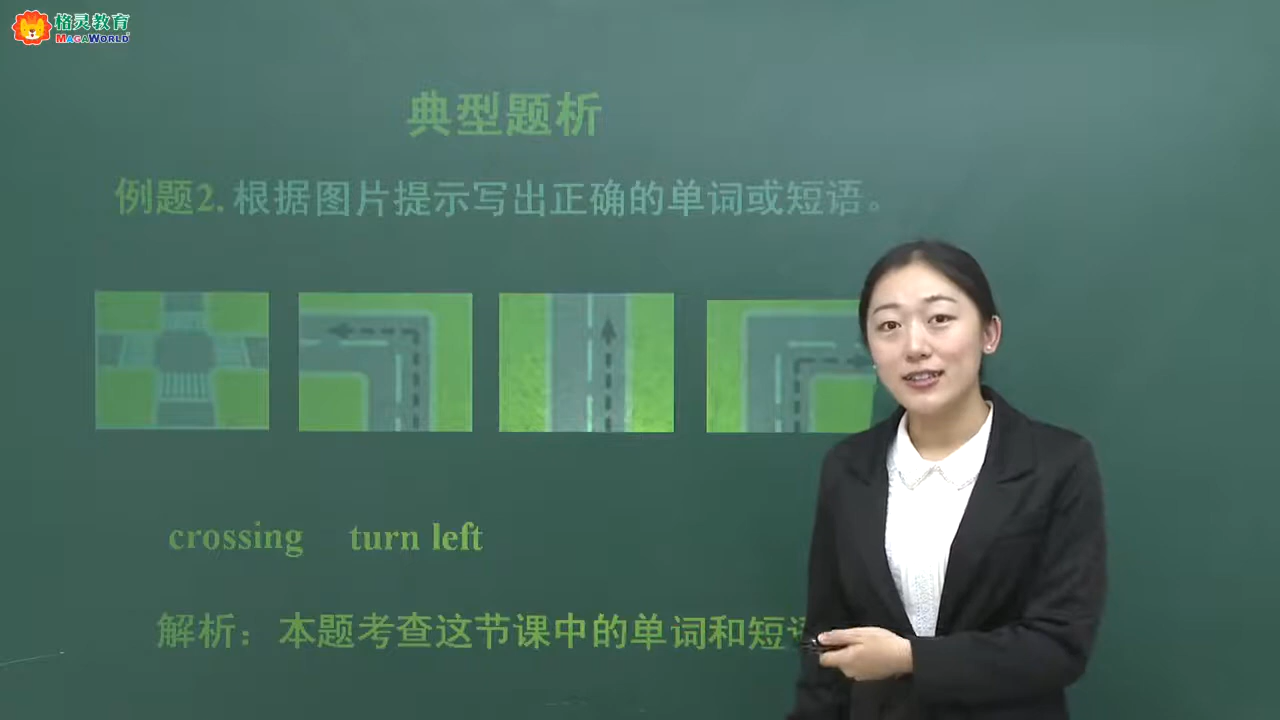 格灵教育
MAGAWORLD
典型题析
例题2.根据图片提示写出正确的单词或短语。
crossing turn left
解析：本题考查这节课中的单词和短